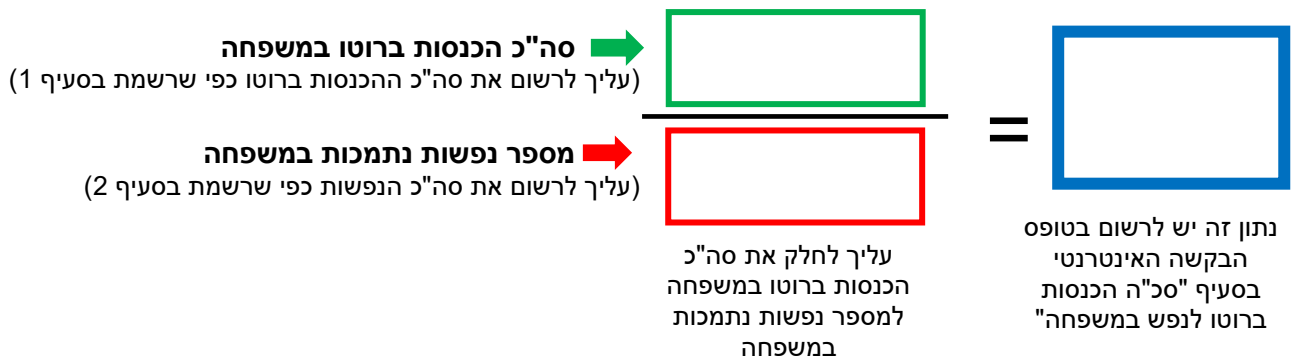 סה"כ הכנסות ברוטו במשפחה
(עליך לרשום את סה"כ ההכנסות ברוטו כפי שרשמת בסעיף 1)
מספר נפשות נתמכות במשפחה
(עליך לרשום את סה"כ הנפשות כפי שרשמת בסעיף 2)
=
עליך לחלק את סה"כ
הכנסות ברוטו במשפחה
למספר נפשות נתמכות
במשפחה
נתון זה יש לרשום בטופס
הבקשה האינטרנטי
בסעיף "סכ"ה הכנסות
ברוטו לנפש במשפחה"